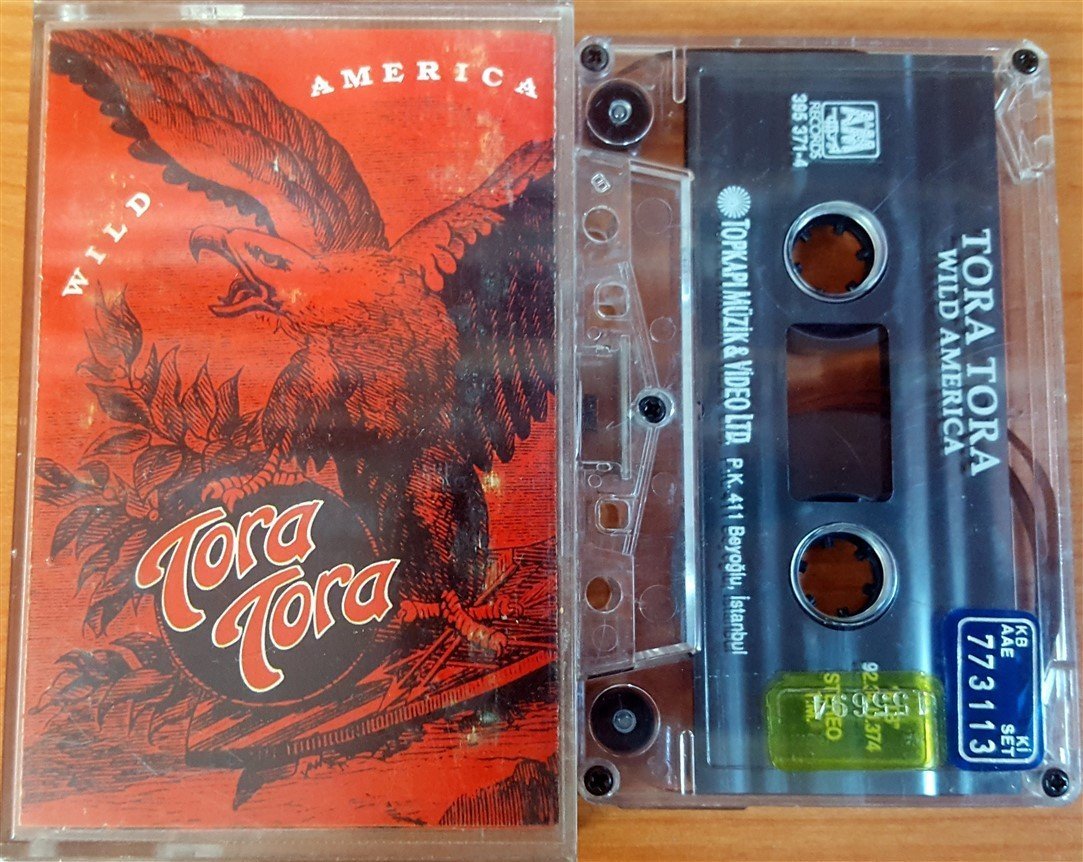 WILD AMERICA
Tora
Tora
TORA TORA
WILD AMERICA
A&M
RECORDS
395 371-4
TOPKAPI MÜZİK & VİDEO LTD. P.K. 411 Beyoğlu, İstanbul
STEREO
KB Kİ
AAE SET
773113